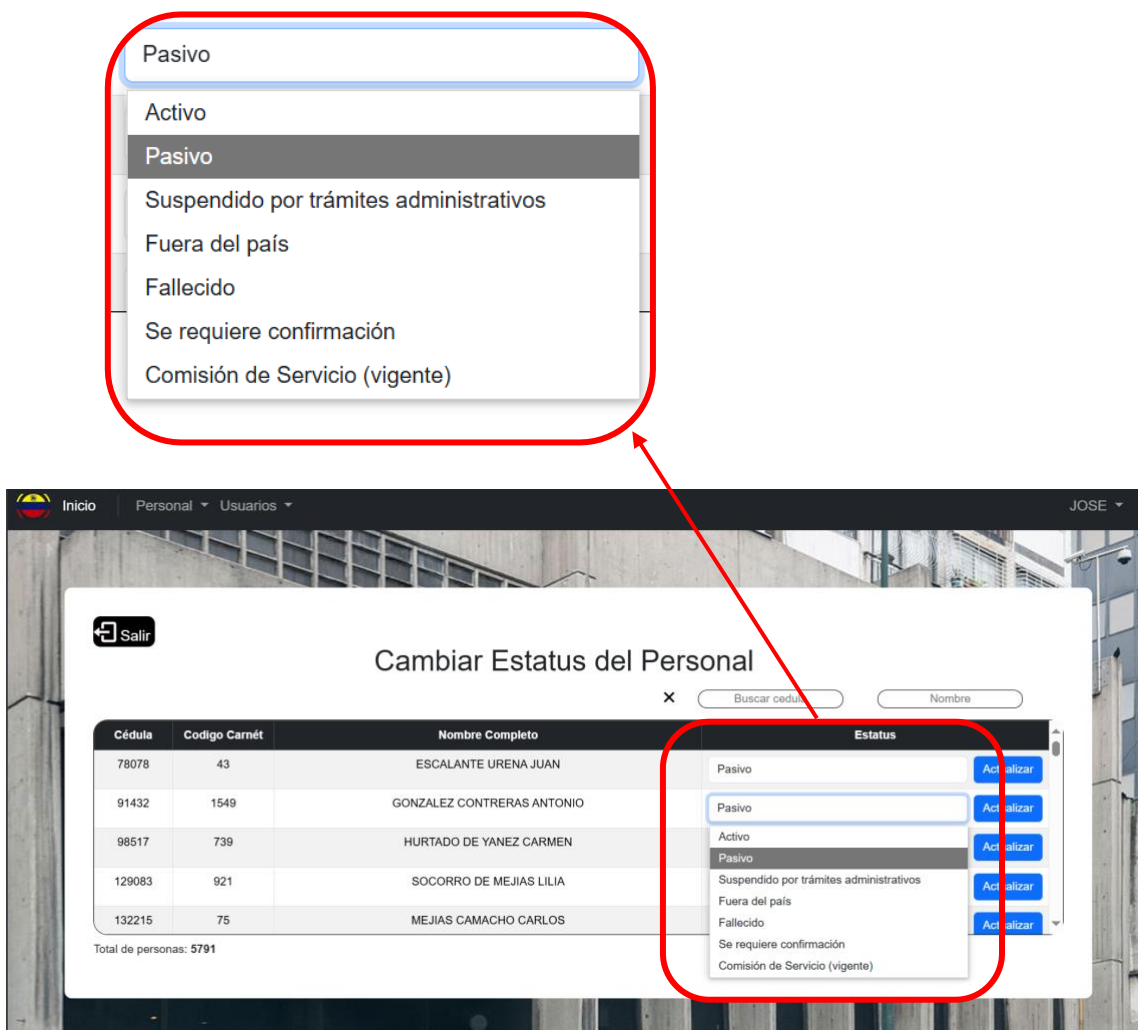 Pasivo
Activo
Pasivo
Suspendido por trámites administrativos
Fuera del país
Fallecido
Se requiere confirmación
Comisión de Servicio (vigente)
Inicio Personal Usuarios JOSE
Salir
Cambiar Estatus del Personal
× Buscar cedula Nombre
Cédula Codigo Carnét Nombre Completo Estatus
78078 43 ESCALANTE URENA JUAN Pasivo Actualizar
91432 1549 GONZALEZ CONTRERAS ANTONIO Pasivo Actualizar
98517 739 HURTADO DE YANEZ CARMEN Actualizar
129083 921 SOCORRO DE MEJIAS LILIA Actualizar
132215 75 MEJIAS CAMACHO CARLOS Actualizar
Activo
Pasivo
Suspendido por trámites administrativos
Fuera del país
Fallecido
Se requiere confirmación
Comisión de Servicio (vigente)
Total de personas: 5791